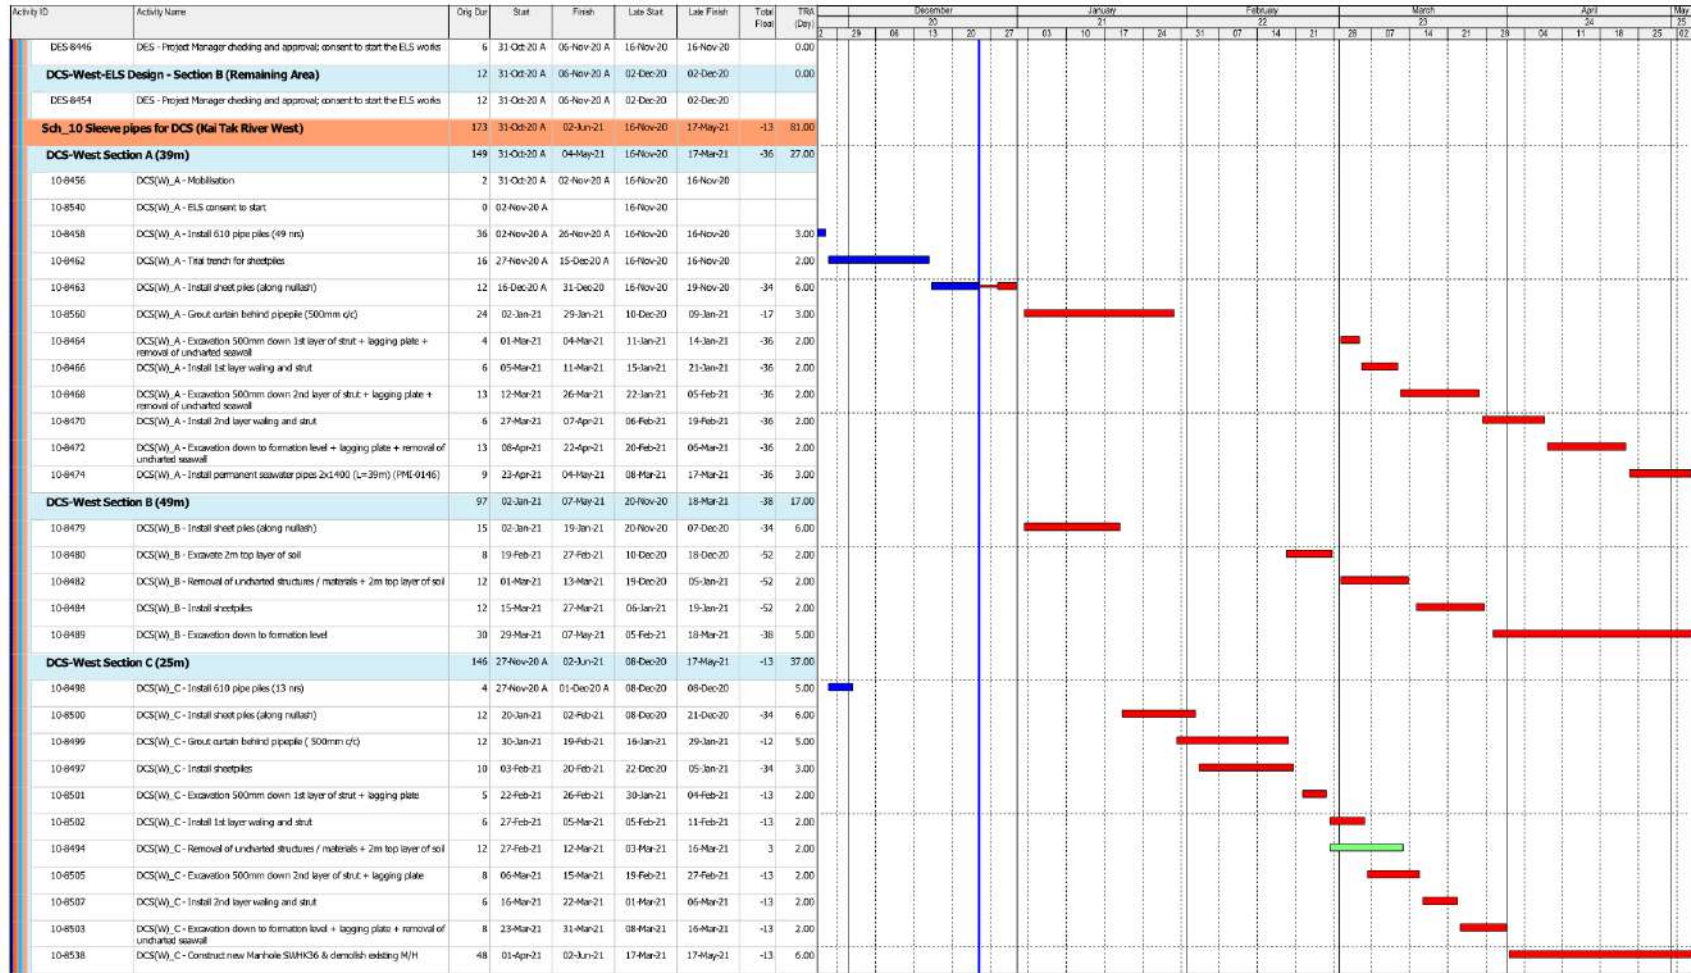 Activity ID Activity Name Orig Dur Start Finish Late Start Late Finish Total Float TRA (Day) December January February March April May
20 21 22 23 24 25
2 29 06 13 20 27 03 10 17 24 31 07 14 21 28 07 14 21 28 04 11 18 25 02
DES-8446 DES - Project Manager checking and approval; consent to start the ELS works 6 31-Oct-20 A 06-Nov-20 A 16-Nov-20 16-Nov-20 0.00
DCS-West-ELS Design - Section B (Remaining Area) 12 31-Oct-20 A 06-Nov-20 A 02-Dec-20 02-Dec-20 0.00
DES-8454 DES - Project Manager checking and approval; consent to start the ELS works 12 31-Oct-20 A 06-Nov-20 A 02-Dec-20 02-Dec-20
Sch_10 Sleeve pipes for DCS (Kai Tak River West) 173 31-Oct-20 A 02-Jun-21 16-Nov-20 17-May-21 -13 81.00
DCS-West Section A (39m) 149 31-Oct-20 A 04-May-21 16-Nov-20 17-Mar-21 -36 27.00
10-8456 DCS(W)_A - Mobilisation 2 31-Oct-20 A 02-Nov-20 A 16-Nov-20 16-Nov-20
10-8540 DCS(W)_A - ELS consent to start 0 02-Nov-20 A 16-Nov-20
10-8458 DCS(W)_A - Install 610 pipe piles (49 nrs) 36 02-Nov-20 A 26-Nov-20 A 16-Nov-20 16-Nov-20 3.00
10-8462 DCS(W)_A - Trial trench for sheetpiles 16 27-Nov-20 A 15-Dec-20 A 16-Nov-20 16-Nov-20 2.00
10-8463 DCS(W)_A - Install sheet piles (along nullash) 12 16-Dec-20 A 31-Dec-20 16-Nov-20 19-Nov-20 -34 6.00
10-8560 DCS(W)_A - Grout curtain behind pipepile (500mm c/c) 24 02-Jan-21 29-Jan-21 10-Dec-20 09-Jan-21 -17 3.00
10-8464 DCS(W)_A - Excavation 500mm down 1st layer of strut + lagging plate + 4 01-Mar-21 04-Mar-21 11-Jan-21 14-Jan-21 -36 2.00
removal of uncharted seawall
10-8466 DCS(W)_A - Install 1st layer waling and strut 6 05-Mar-21 11-Mar-21 15-Jan-21 21-Jan-21 -36 2.00
10-8468 DCS(W)_A - Excavation 500mm down 2nd layer of strut + lagging plate + 13 12-Mar-21 26-Mar-21 22-Jan-21 05-Feb-21 -36 2.00
removal of uncharted seawall
10-8470 DCS(W)_A - Install 2nd layer waling and strut 6 27-Mar-21 07-Apr-21 06-Feb-21 19-Feb-21 -36 2.00
10-8472 DCS(W)_A - Excavation down to formation level + lagging plate + removal of 13 08-Apr-21 22-Apr-21 20-Feb-21 06-Mar-21 -36 2.00
uncharted seawall
10-8474 DCS(W)_A - Install permanent seawater pipes 2x1400 (L=39m) (PMI-0146) 9 23-Apr-21 04-May-21 08-Mar-21 17-Mar-21 -36 3.00
DCS-West Section B (49m) 97 02-Jan-21 07-May-21 20-Nov-20 18-Mar-21 -38 17.00
10-8479 DCS(W)_B - Install sheet piles (along nullash) 15 02-Jan-21 19-Jan-21 20-Nov-20 07-Dec-20 -34 6.00
10-8480 DCS(W)_B - Excavate 2m top layer of soil 8 19-Feb-21 27-Feb-21 10-Dec-20 18-Dec-20 -52 2.00
10-8482 DCS(W)_B - Removal of uncharted structures / materials + 2m top layer of soil 12 01-Mar-21 13-Mar-21 19-Dec-20 05-Jan-21 -52 2.00
10-8484 DCS(W)_B - Install sheetpiles 12 15-Mar-21 27-Mar-21 06-Jan-21 19-Jan-21 -52 2.00
10-8489 DCS(W)_B - Excavation down to formation level 30 29-Mar-21 07-May-21 05-Feb-21 18-Mar-21 -38 5.00
DCS-West Section C (25m) 146 27-Nov-20 A 02-Jun-21 08-Dec-20 17-May-21 -13 37.00
10-8498 DCS(W)_C - Install 610 pipe piles (13 nrs) 4 27-Nov-20 A 01-Dec-20 A 08-Dec-20 08-Dec-20 5.00
10-8500 DCS(W)_C - Install sheet piles (along nullash) 12 20-Jan-21 02-Feb-21 08-Dec-20 21-Dec-20 -34 6.00
10-8499 DCS(W)_C - Grout curtain behind pipepile ( 500mm c/c) 12 30-Jan-21 19-Feb-21 16-Jan-21 29-Jan-21 -12 5.00
10-8497 DCS(W)_C - Install sheetpiles 10 03-Feb-21 20-Feb-21 22-Dec-20 05-Jan-21 -34 3.00
10-8501 DCS(W)_C - Excavation 500mm down 1st layer of strut + lagging plate 5 22-Feb-21 26-Feb-21 30-Jan-21 04-Feb-21 -13 2.00
10-8502 DCS(W)_C - Install 1st layer waling and strut 6 27-Feb-21 05-Mar-21 05-Feb-21 11-Feb-21 -13 2.00
10-8494 DCS(W)_C - Removal of uncharted structures / materials + 2m top layer of soil 12 27-Feb-21 12-Mar-21 03-Mar-21 16-Mar-21 3 2.00
10-8505 DCS(W)_C - Excavation 500mm down 2nd layer of strut + lagging plate 8 06-Mar-21 15-Mar-21 19-Feb-21 27-Feb-21 -13 2.00
10-8507 DCS(W)_C - Install 2nd layer waling and strut 6 16-Mar-21 22-Mar-21 01-Mar-21 06-Mar-21 -13 2.00
10-8503 DCS(W)_C - Excavation down to formation level + lagging plate + removal of 8 23-Mar-21 31-Mar-21 08-Mar-21 16-Mar-21 -13 2.00
uncharted seawall
10-8538 DCS(W)_C - Construct new Manhole SWHK36 & demolish existing M/H 48 01-Apr-21 02-Jun-21 17-Mar-21 17-May-21 -13 6.00